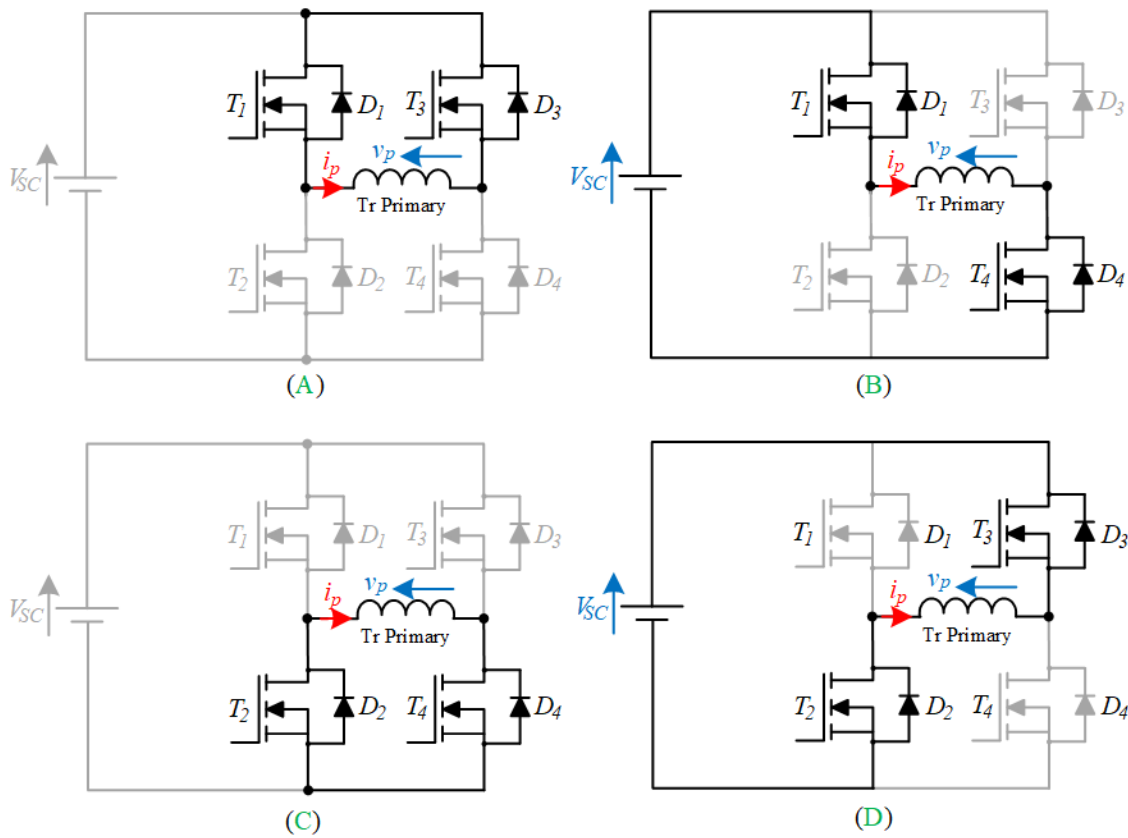 T1 D1 T3 D3
VSC ip vp
Tr Primary
T2 D2 T4 D4
(A)
T1 D1 T3 D3
VSC ip vp
Tr Primary
T2 D2 T4 D4
(B)
T1 D1 T3 D3
VSC ip vp
Tr Primary
T2 D2 T4 D4
(C)
T1 D1 T3 D3
VSC ip vp
Tr Primary
T2 D2 T4 D4
(D)